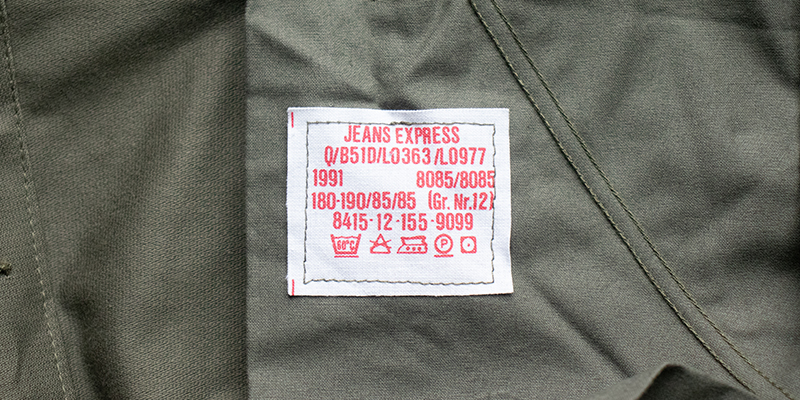 JEANS EXPRESS
Q/B51D/L0363/L0977
1991 8085/8085
180-190/85/85 (Gr. Nr.12)
8415-12-155-9099
60°C P